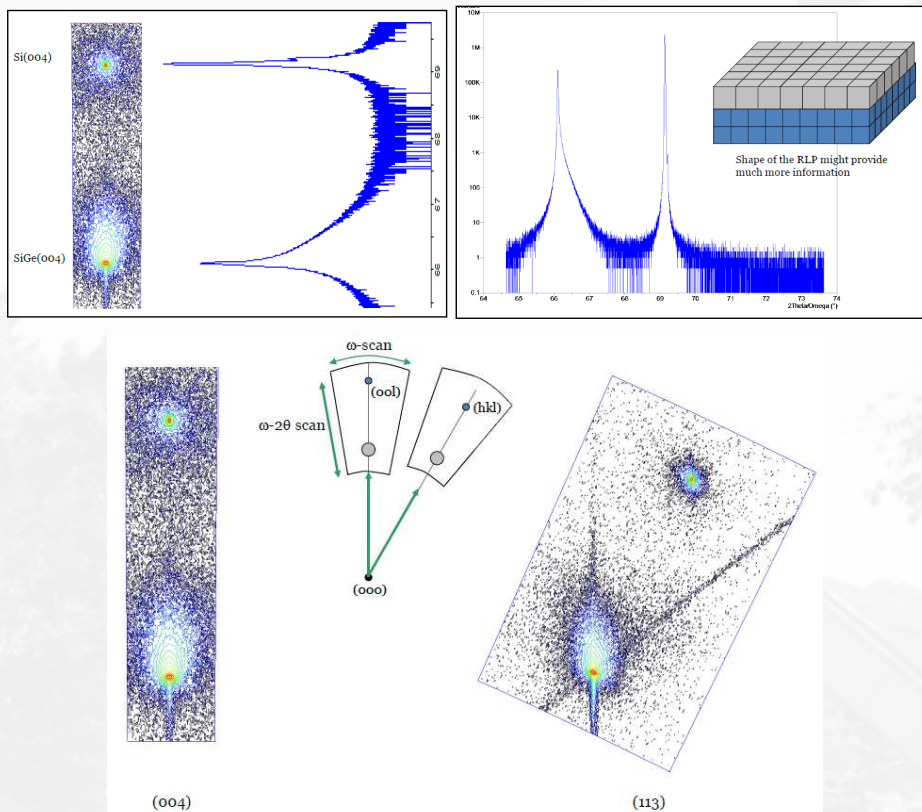 Si(004)
SiGe(004)
69
68
67
66
10M
1M
100K
10K
1K
100
10
1
0.1
64
65
66
67
68
69
70
71
72
73
74
2Theta/Omega (°)
Shape of the RLP might provide
much more information
ω-scan
(00l)
(hkl)
ω-2θ scan
(000)
(004)
(113)